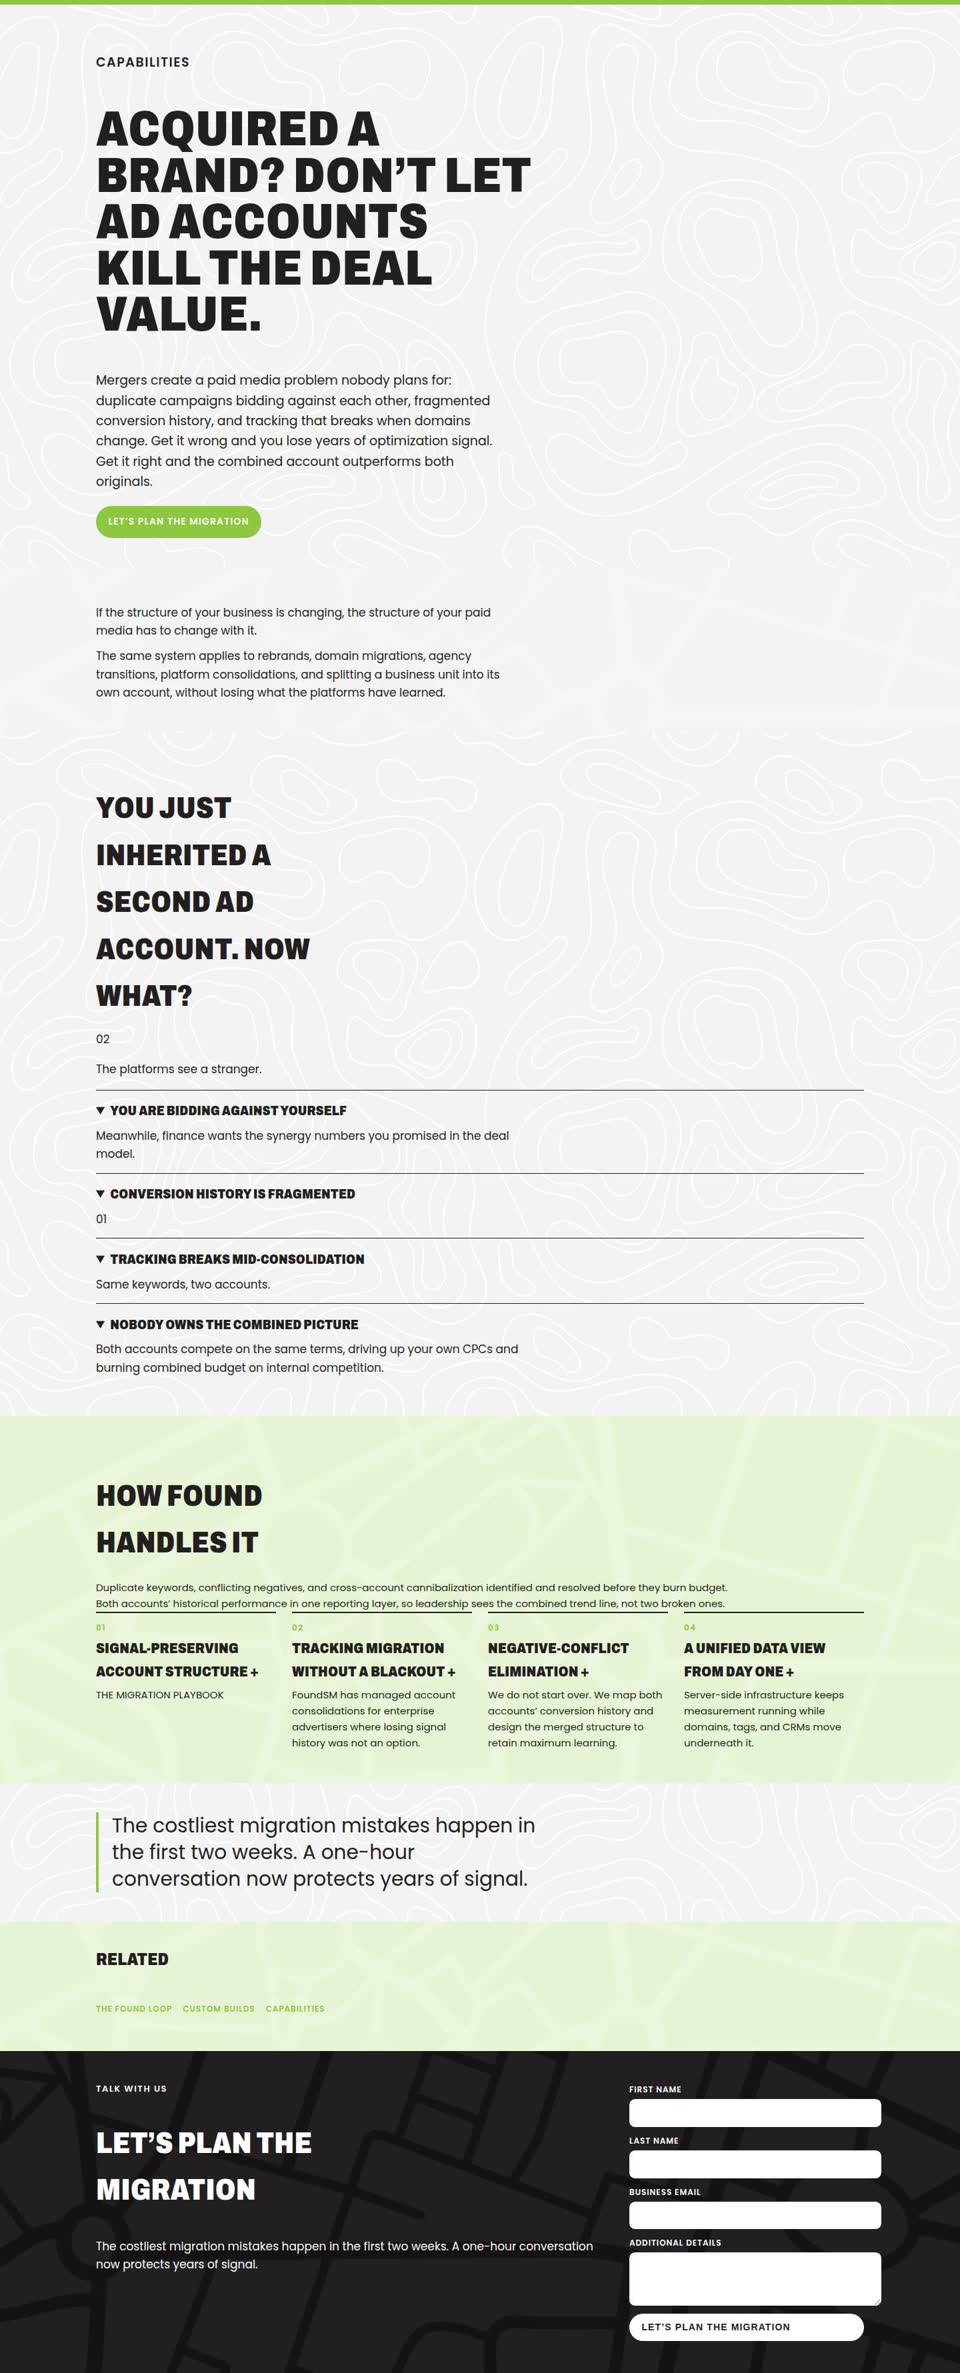 CAPABILITIES
ACQUIRED A
BRAND? DON’T LET
AD ACCOUNTS
KILL THE DEAL
VALUE.
Mergers create a paid media problem nobody plans for:
duplicate campaigns bidding against each other, fragmented
conversion history, and tracking that breaks when domains
change. Get it wrong and you lose years of optimization signal.
Get it right and the combined account outperforms both
originals.
LET’S PLAN THE MIGRATION
If the structure of your business is changing, the structure of your paid
media has to change with it.
The same system applies to rebrands, domain migrations, agency
transitions, platform consolidations, and splitting a business unit into its
own account, without losing what the platforms have learned.
YOU JUST
INHERITED A
SECOND AD
ACCOUNT. NOW
WHAT?
02
The platforms see a stranger.
▼ YOU ARE BIDDING AGAINST YOURSELF
Meanwhile, finance wants the synergy numbers you promised in the deal
model.
▼ CONVERSION HISTORY IS FRAGMENTED
01
▼ TRACKING BREAKS MID-CONSOLIDATION
Same keywords, two accounts.
▼ NOBODY OWNS THE COMBINED PICTURE
Both accounts compete on the same terms, driving up your own CPCs and
burning combined budget on internal competition.
HOW FOUND
HANDLES IT
Duplicate keywords, conflicting negatives, and cross-account cannibalization identified and resolved before they burn budget.
Both accounts’ historical performance in one reporting layer, so leadership sees the combined trend line, not two broken ones.
01
SIGNAL-PRESERVING
ACCOUNT STRUCTURE +
THE MIGRATION PLAYBOOK
02
TRACKING MIGRATION
WITHOUT A BLACKOUT +
FoundSM has managed account
consolidations for enterprise
advertisers where losing signal
history was not an option.
03
NEGATIVE-CONFLICT
ELIMINATION +
We do not start over. We map both
accounts’ conversion history and
design the merged structure to
retain maximum learning.
04
A UNIFIED DATA VIEW
FROM DAY ONE +
Server-side infrastructure keeps
measurement running while
domains, tags, and CRMs move
underneath it.
The costliest migration mistakes happen in
the first two weeks. A one-hour
conversation now protects years of signal.
RELATED
THE FOUND LOOP CUSTOM BUILDS CAPABILITIES
TALK WITH US
LET’S PLAN THE
MIGRATION
The costliest migration mistakes happen in the first two weeks. A one-hour conversation
now protects years of signal.
FIRST NAME
LAST NAME
BUSINESS EMAIL
ADDITIONAL DETAILS
LET’S PLAN THE MIGRATION